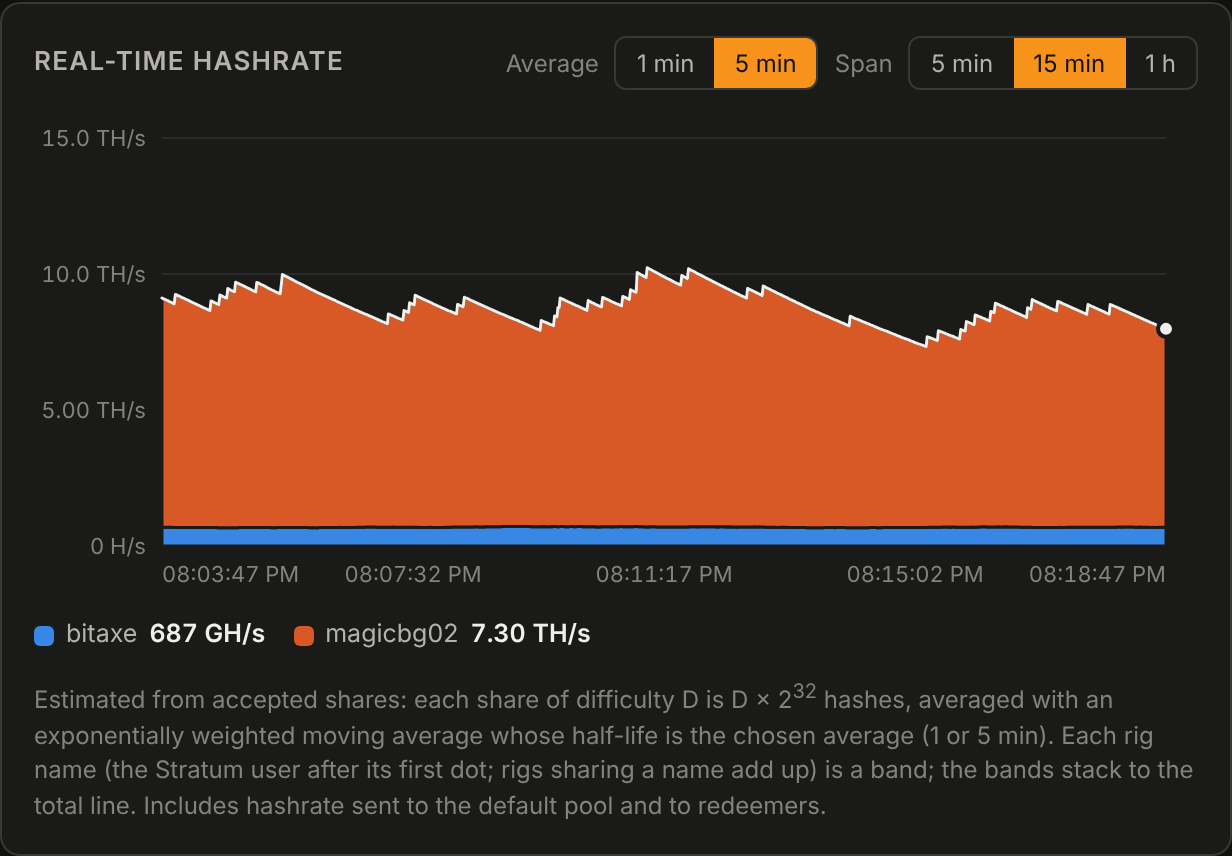 REAL-TIME HASHRATE
Average 1 min 5 min Span 5 min 15 min 1 h
15.0 TH/s
10.0 TH/s
5.00 TH/s
0 H/s
08:03:47 PM 08:07:32 PM 08:11:17 PM 08:15:02 PM 08:18:47 PM
bitaxe 687 GH/s magicbg02 7.30 TH/s
Estimated from accepted shares: each share of difficulty D is D × 2³² hashes, averaged with an
exponentially weighted moving average whose half-life is the chosen average (1 or 5 min). Each rig
name (the Stratum user after its first dot; rigs sharing a name add up) is a band; the bands stack to the
total line. Includes hashrate sent to the default pool and to redeemers.